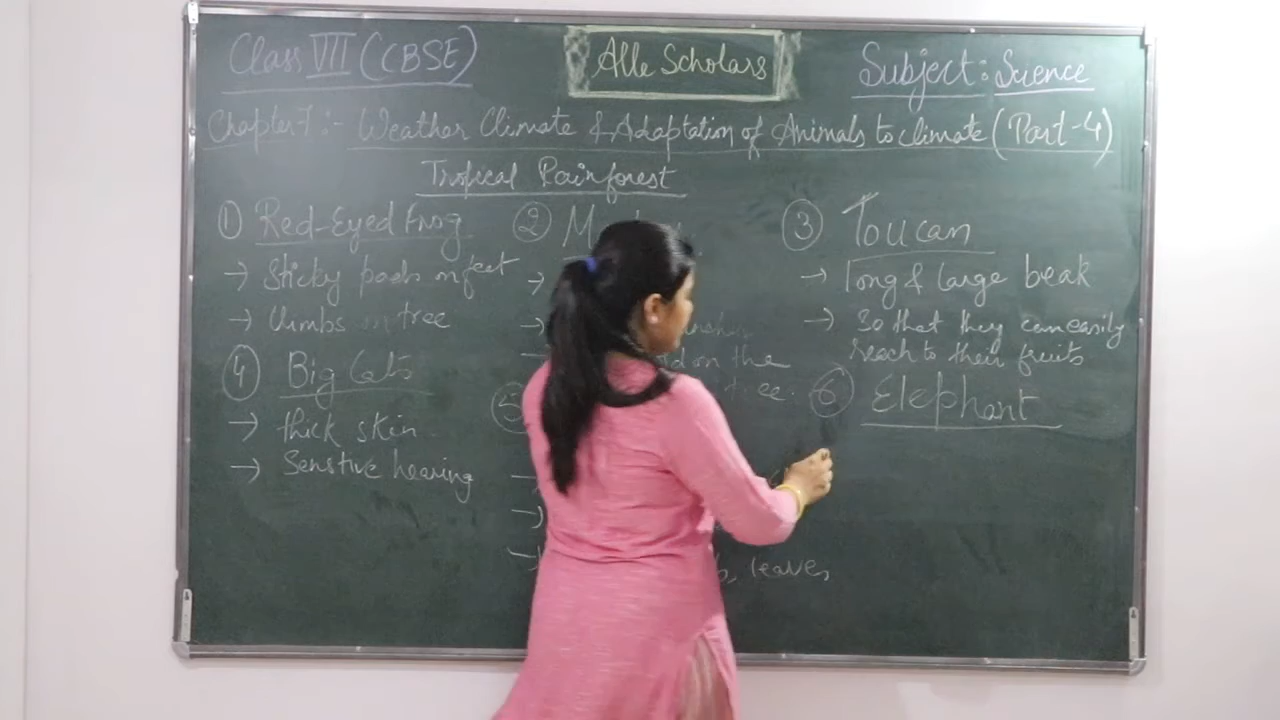 Class VII (CBSE)
Alle Scholars
Subject: Science
Chapter-7:- Weather Climate & Adaptation of Animals to climate (Part-4)
Tropical Rainforest
① Red-Eyed Frog
→ Sticky pads on feet
→ climbs on tree
②
→
→
on the
tree.
③ Toucan
→ long & large beak
→ So that they can easily
reach to their fruits
④ Big Cats
→ thick skin
→ Senstive hearing
⑤
→
→
→ leaves,
⑥ Elephant